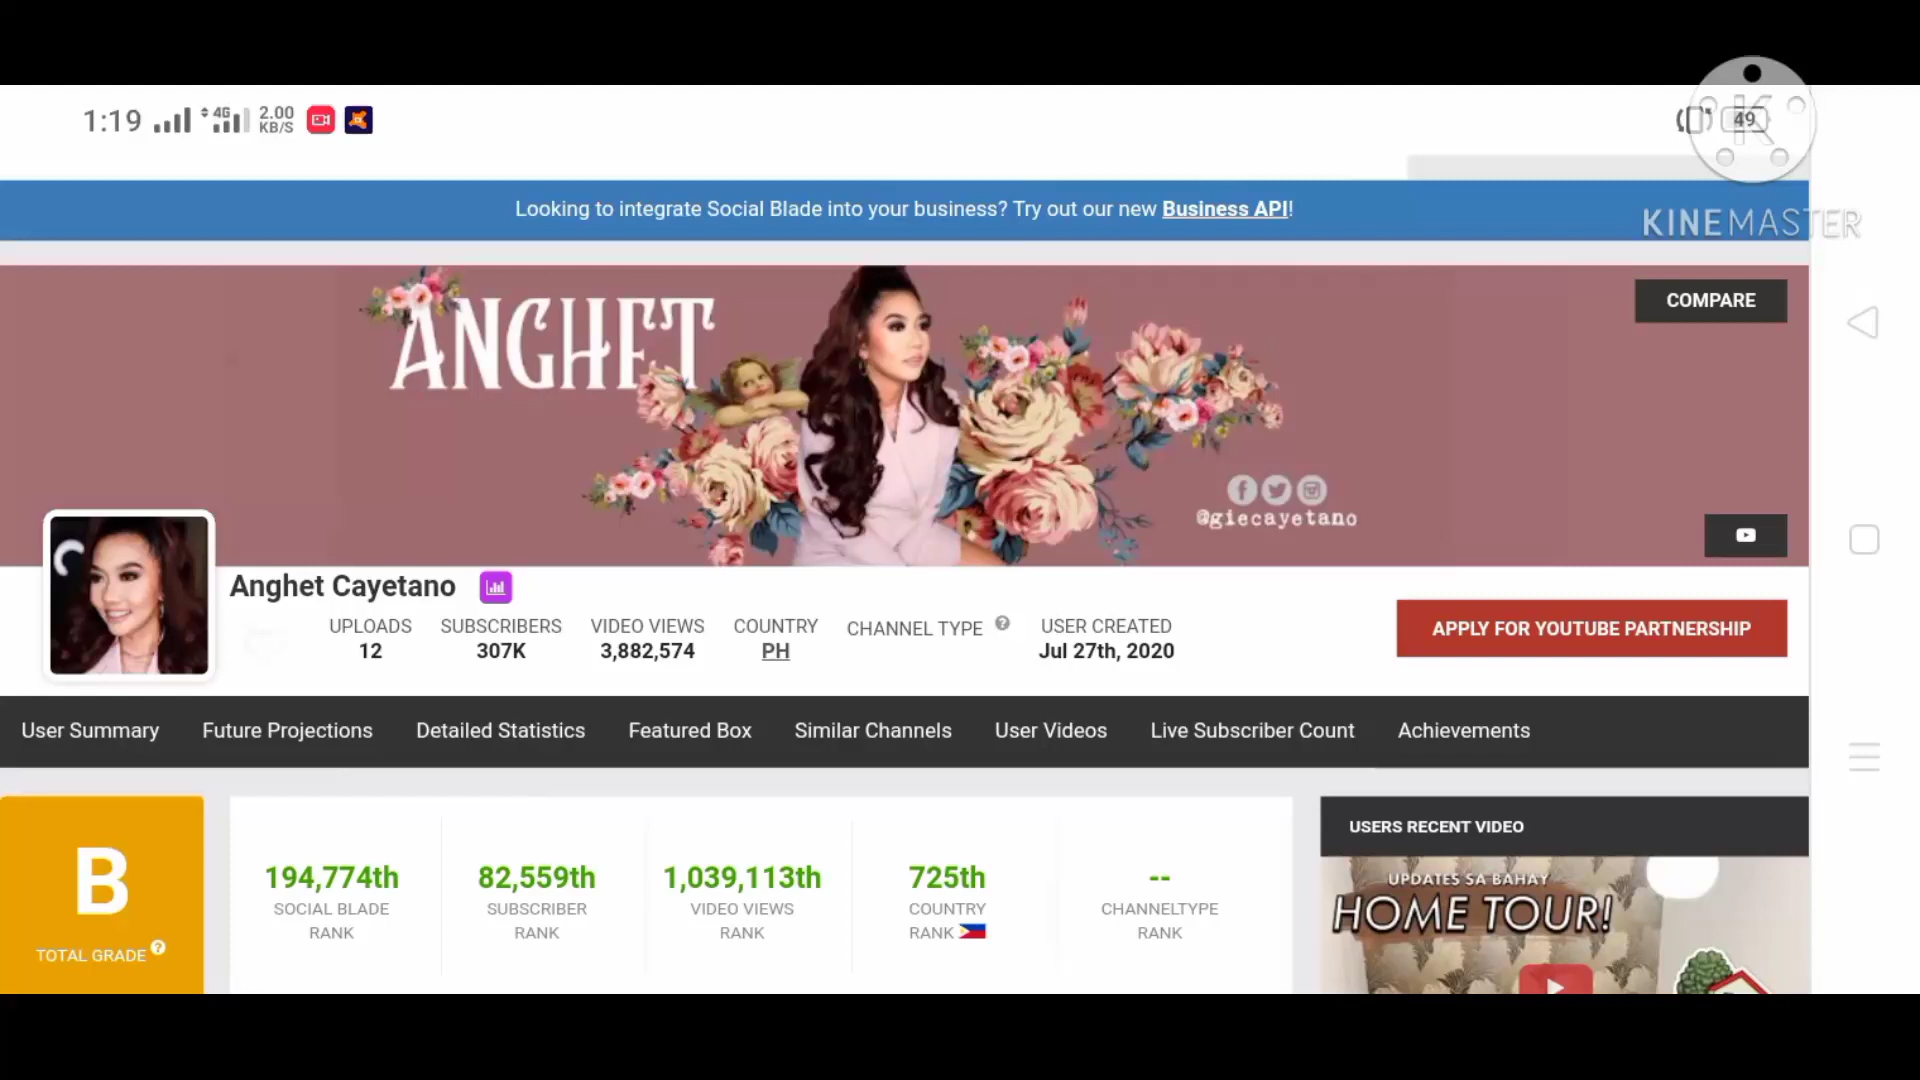 1:19 4G 2.00 KB/S 49
Looking to integrate Social Blade into your business? Try out our new Business API!
KINEMASTER
ANGHET
COMPARE
@giecayetano
Anghet Cayetano
UPLOADS SUBSCRIBERS VIDEO VIEWS COUNTRY CHANNEL TYPE ? USER CREATED
12 307K 3,882,574 PH Jul 27th, 2020
APPLY FOR YOUTUBE PARTNERSHIP
User Summary Future Projections Detailed Statistics Featured Box Similar Channels User Videos Live Subscriber Count Achievements
B
TOTAL GRADE ?
194,774th 82,559th 1,039,113th 725th --
SOCIAL BLADE SUBSCRIBER VIDEO VIEWS COUNTRY CHANNELTYPE
RANK RANK RANK RANK RANK
USERS RECENT VIDEO
UPDATES SA BAHAY
HOME TOUR!